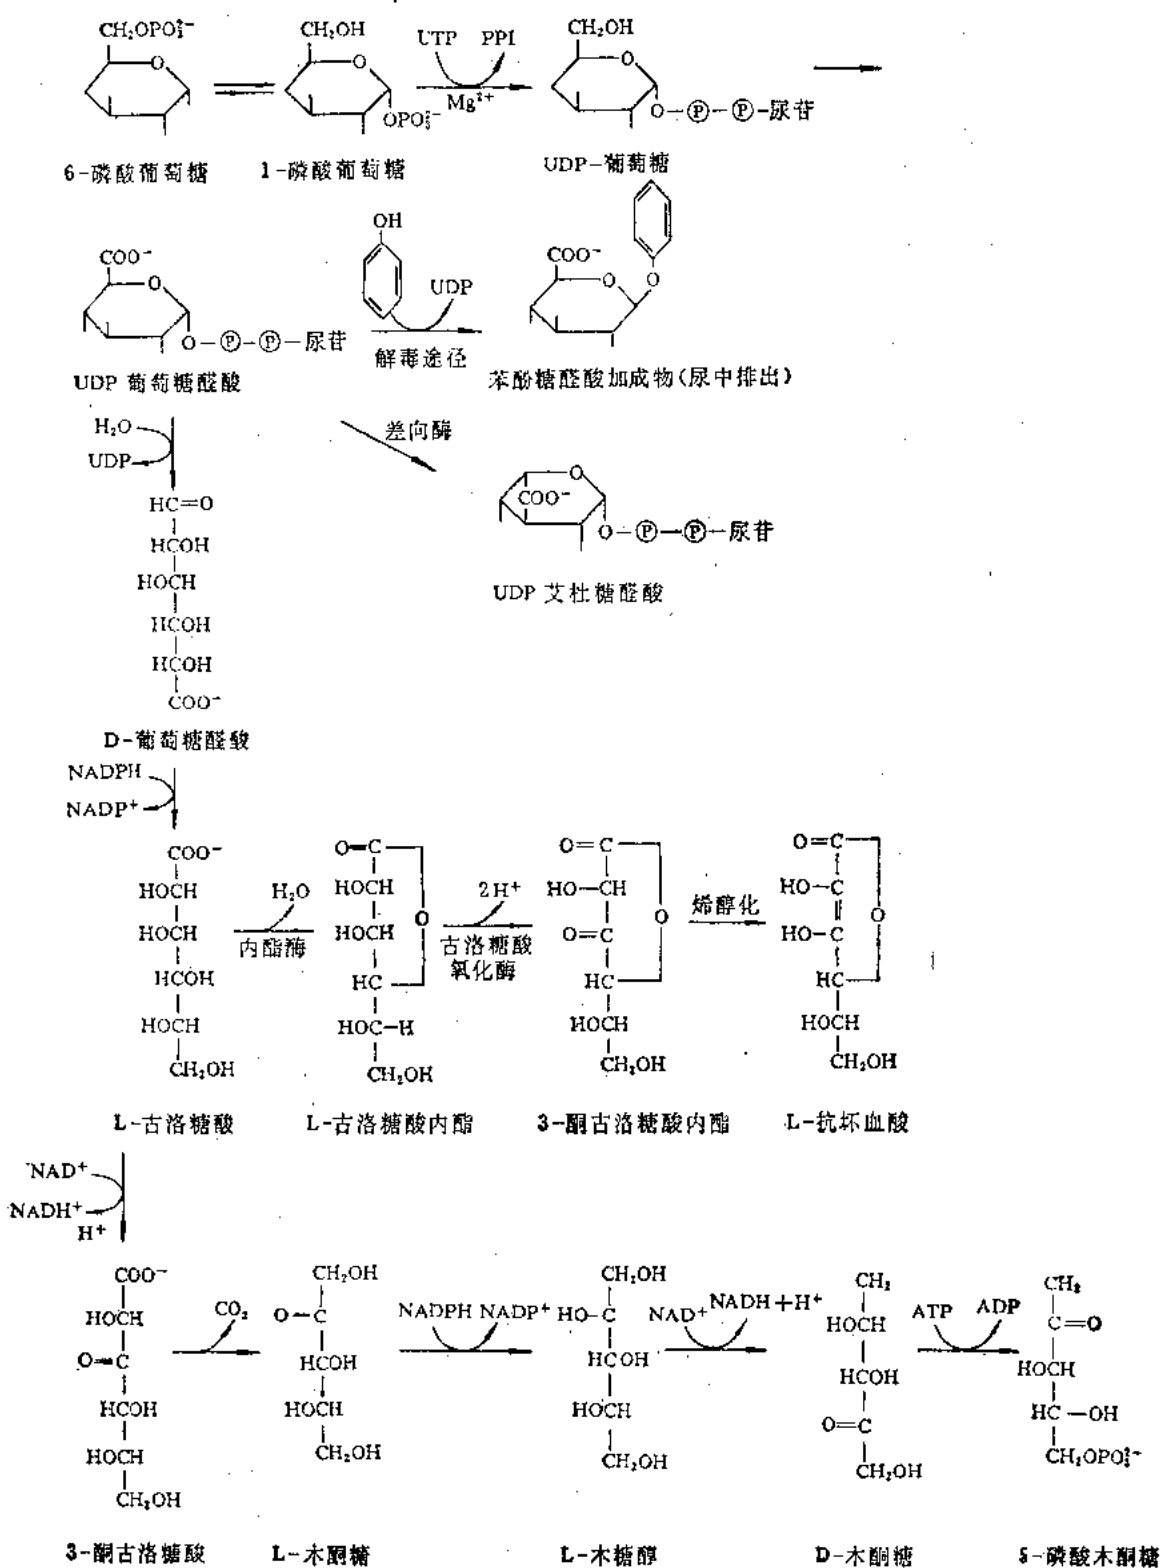 CH₂OPO₃²⁻ CH₂OH UTP PPI CH₂OH
O O O
Mg²⁺
OPO₃²⁻ O-Ⓟ-Ⓟ-尿苷
6-磷酸葡萄糖 1-磷酸葡萄糖 UDP-葡萄糖
OH
COO⁻ UDP COO⁻
O O O
O-Ⓟ-Ⓟ-尿苷 解毒途径
UDP 葡萄糖醛酸 苯酚糖醛酸加成物(尿中排出)
H₂O 差向酶
UDP
O
COO⁻
HC=O O-Ⓟ-Ⓟ-尿苷
HCOH
HOCH UDP 艾杜糖醛酸
HCOH
HCOH
COO⁻
D-葡萄糖醛酸
NADPH
NADP⁺
COO⁻ O=C O=C O=C
HOCH H₂O HOCH 2H⁺ HO-CH 烯醇化 HO-C
O O O
HOCH 内酯酶 HOCH 古洛糖酸 O=C HO-C
氧化酶
HCOH HC HC HC
HOCH HOC-H HOCH HOCH
CH₂OH CH₂OH CH₂OH CH₂OH
L-古洛糖酸 L-古洛糖酸内酯 3-酮古洛糖酸内酯 L-抗坏血酸
NAD⁺
NADH⁺
H⁺
COO⁻ CH₂OH CH₂OH CH₂ CH₂
HOCH CO₂ O=C NADPH NADP⁺ HO-C NAD⁺ NADH+H⁺ HOCH ATP ADP C=O
O=C HCOH HCOH HCOH HOCH
HCOH HOCH HOCH O=C HC-OH
HOCH CH₂OH CH₂OH CH₂OH CH₂OPO₃²⁻
CH₂OH
3-酮古洛糖酸 L-木酮糖 L-木糖醇 D-木酮糖 5-磷酸木酮糖